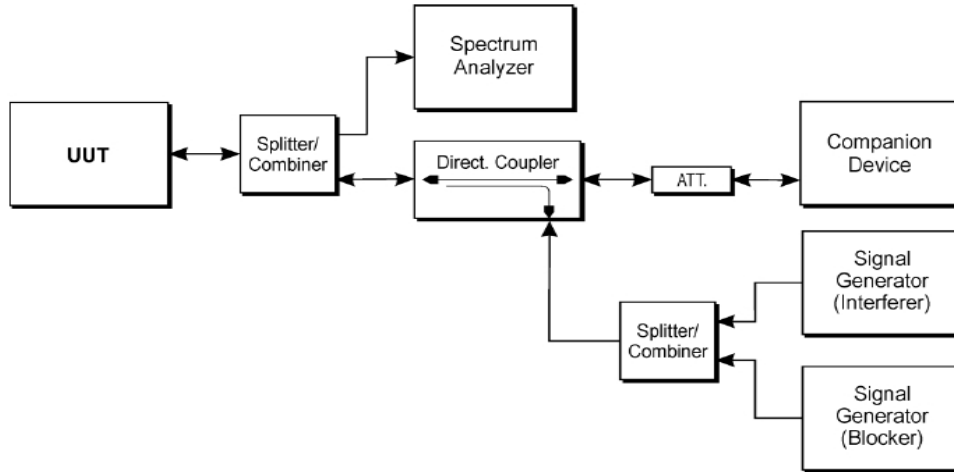 Spectrum
Analyzer
UUT
Splitter/
Combiner
Direct. Coupler
ATT.
Companion
Device
Signal
Generator
(Interferer)
Splitter/
Combiner
Signal
Generator
(Blocker)